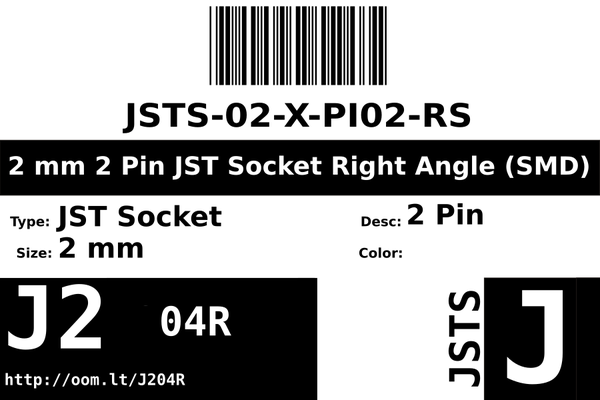 JSTS-02-X-PI02-RS
2 mm 2 Pin JST Socket Right Angle (SMD)
Type: JST Socket
Desc: 2 Pin
Size: 2 mm
Color:
J2 04R
http://oom.lt/J204R
JSTS
J